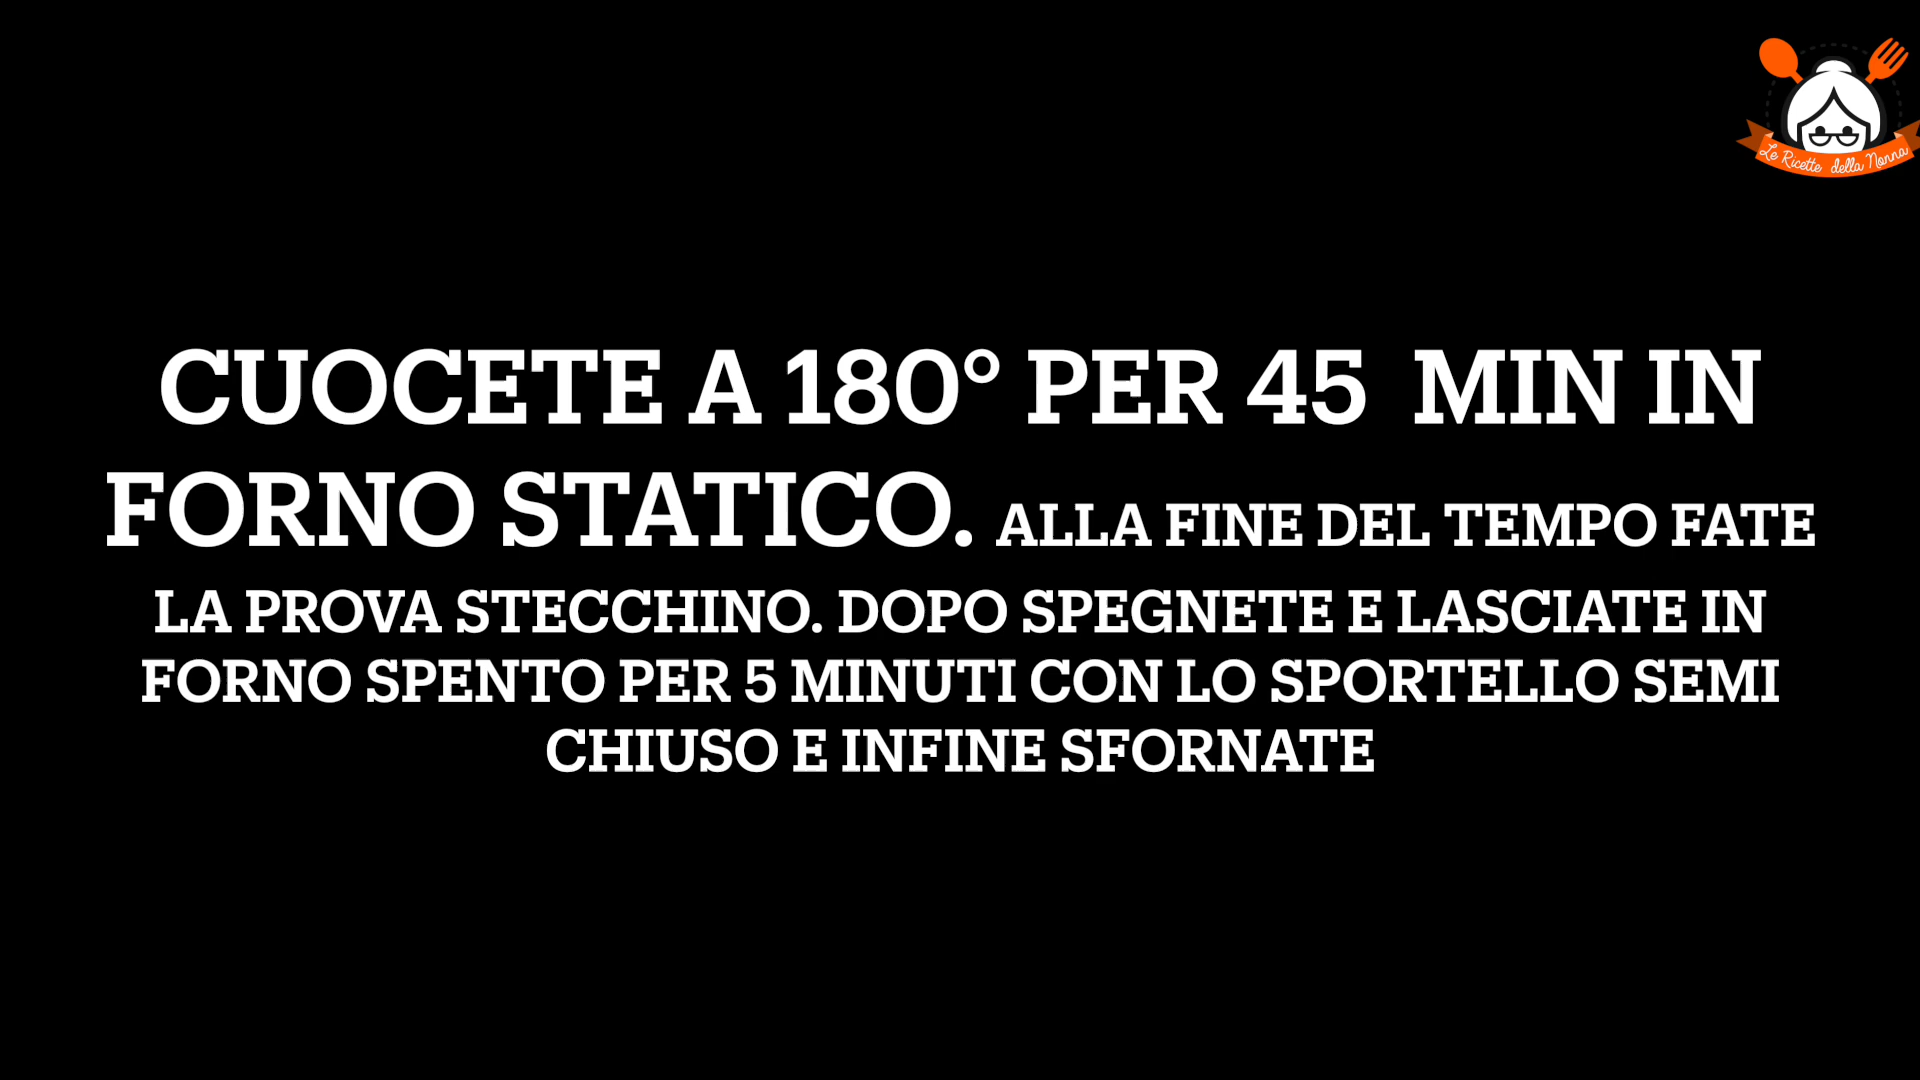 Le Ricette della Nonna
CUOCETE A 180° PER 45 MIN IN
FORNO STATICO. ALLA FINE DEL TEMPO FATE
LA PROVA STECCHINO. DOPO SPEGNETE E LASCIATE IN
FORNO SPENTO PER 5 MINUTI CON LO SPORTELLO SEMI
CHIUSO E INFINE SFORNATE